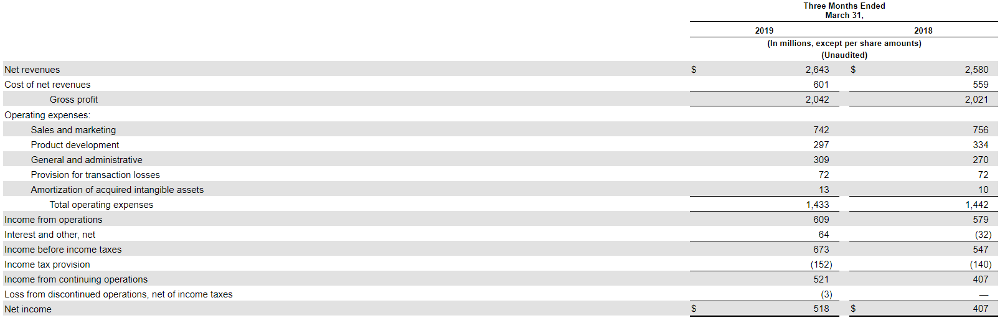 Three Months Ended
March 31,
2019 2018
(In millions, except per share amounts)
(Unaudited)
Net revenues $ 2,643 $ 2,580
Cost of net revenues 601 559
Gross profit 2,042 2,021
Operating expenses:
Sales and marketing 742 756
Product development 297 334
General and administrative 309 270
Provision for transaction losses 72 72
Amortization of acquired intangible assets 13 10
Total operating expenses 1,433 1,442
Income from operations 609 579
Interest and other, net 64 (32)
Income before income taxes 673 547
Income tax provision (152) (140)
Income from continuing operations 521 407
Loss from discontinued operations, net of income taxes (3) —
Net income $ 518 $ 407